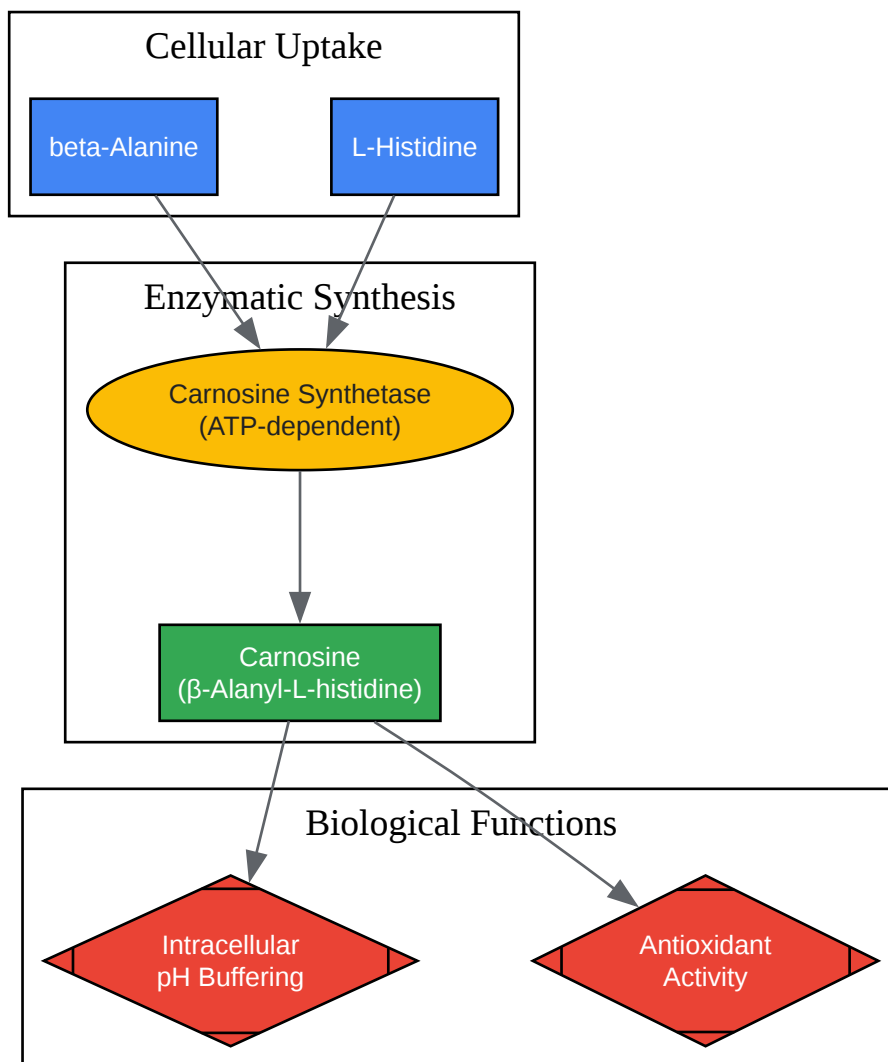 Cellular Uptake
beta-Alanine
L-Histidine
Enzymatic Synthesis
Carnosine Synthetase
(ATP-dependent)
Carnosine
(β-Alanyl-L-histidine)
Biological Functions
Intracellular
pH Buffering
Antioxidant
Activity